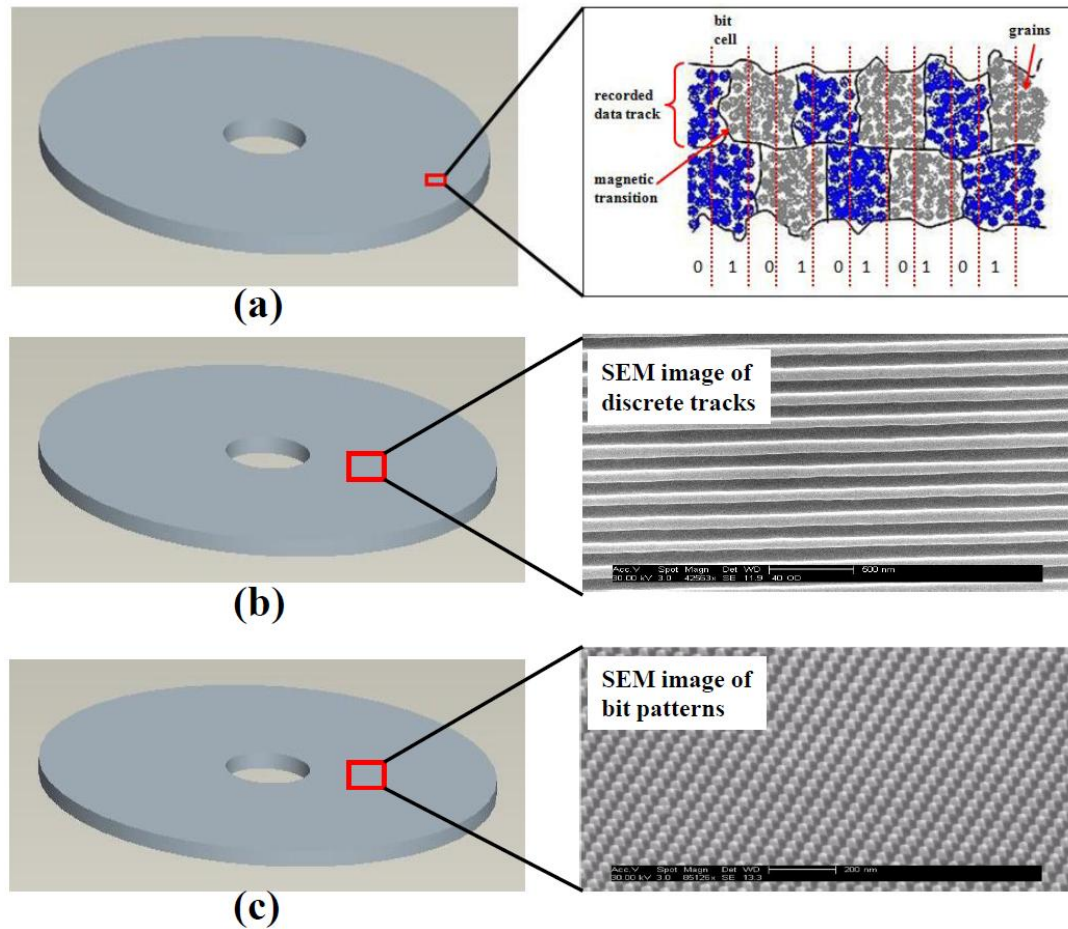 bit
cell
grains
recorded
data track
magnetic
transition
0 1 0 1 0 1 0 1 0 1
(a)
SEM image of
discrete tracks
Acc.V Spot Magn Det WD 500 nm
30.00 kV 3.0 42563x SE 11.9 40 OD
(b)
SEM image of
bit patterns
Acc.V Spot Magn Det WD 200 nm
30.00 kV 3.0 85125x SE 13.3
(c)